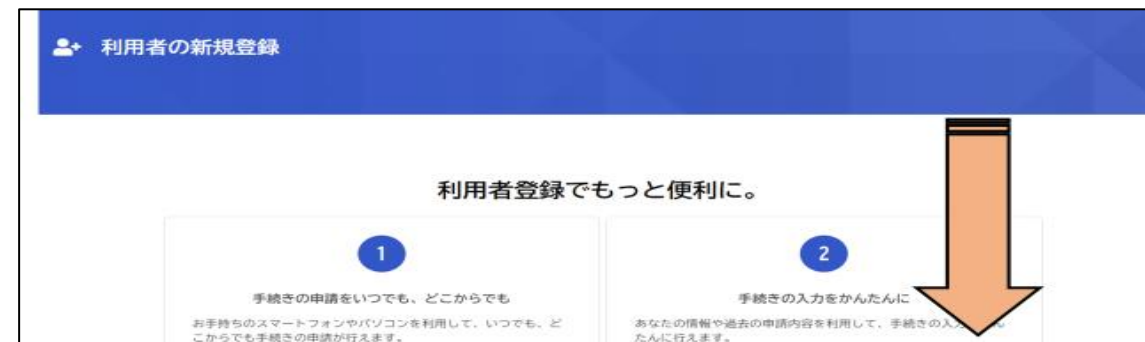 利用者の新規登録
利用者登録でもっと便利に。
1
手続きの申請をいつでも、どこからでも
お手持ちのスマートフォンやパソコンを利用して、いつでも、ど
こからでも手続きの申請が行えます。
2
手続きの入力をかんたんに
あなたの情報や過去の申請内容を利用して、手続きの入
たんに行えます。